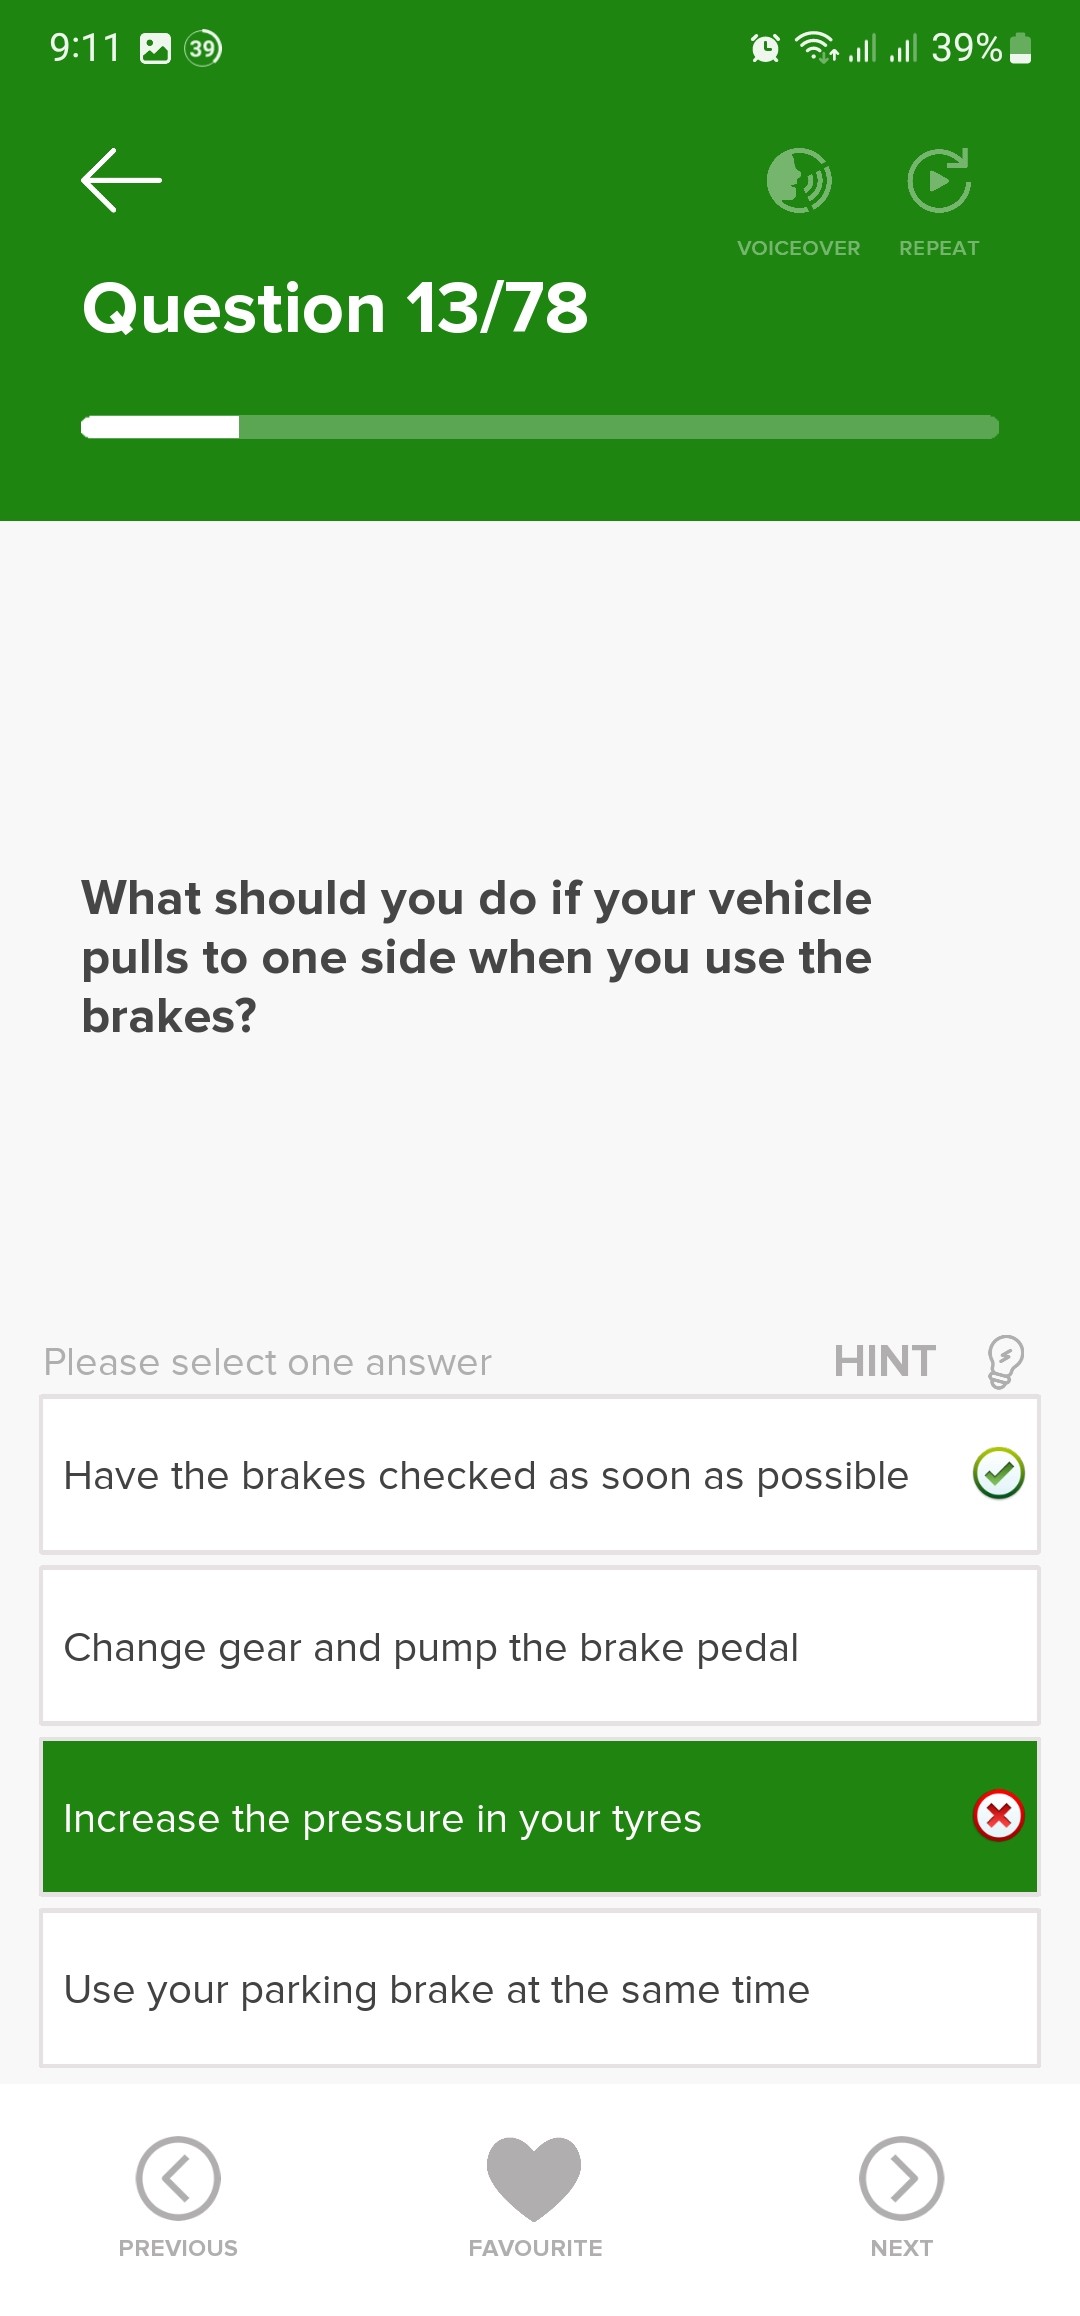 9:11
39
39%
VOICEOVER
REPEAT
Question 13/78
What should you do if your vehicle
pulls to one side when you use the
brakes?
Please select one answer
HINT
Have the brakes checked as soon as possible
Change gear and pump the brake pedal
Increase the pressure in your tyres
Use your parking brake at the same time
PREVIOUS
FAVOURITE
NEXT